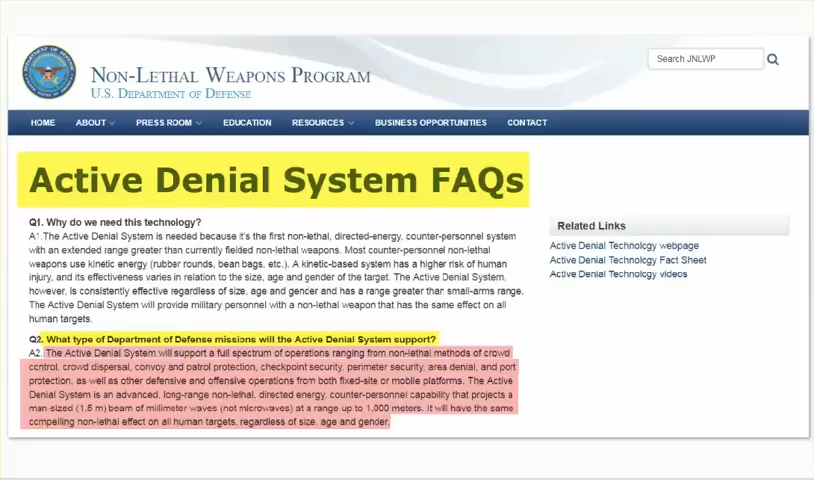 NON-LETHAL WEAPONS PROGRAM
U.S. DEPARTMENT OF DEFENSE
Search JNLWP
HOME ABOUT PRESS ROOM EDUCATION RESOURCES BUSINESS OPPORTUNITIES CONTACT
Active Denial System FAQs
Q1. Why do we need this technology?
A1.The Active Denial System is needed because it's the first non-lethal, directed-energy, counter-personnel system
with an extended range greater than currently fielded non-lethal weapons. Most counter-personnel non-lethal
weapons use kinetic energy (rubber rounds, bean bags, etc.). A kinetic-based system has a higher risk of human
injury, and its effectiveness varies in relation to the size, age and gender of the target. The Active Denial System,
however, is consistently effective regardless of size, age and gender and has a range greater than small-arms range.
The Active Denial System will provide military personnel with a non-lethal weapon that has the same effect on all
human targets.
Q2. What type of Department of Defense missions will the Active Denial System support?
A2. The Active Denial System will support a full spectrum of operations ranging from non-lethal methods of crowd
control, crowd dispersal, convoy and patrol protection, checkpoint security, perimeter security, area denial, and port
protection, as well as other defensive and offensive operations from both fixed-site or mobile platforms. The Active
Denial System is an advanced, long-range non-lethal, directed energy, counter-personnel capability that projects a
man-sized (1.5 m) beam of millimeter waves (not microwaves) at a range up to 1,000 meters. It will have the same
compelling non-lethal effect on all human targets, regardless of size, age and gender.
Related Links
Active Denial Technology webpage
Active Denial Technology Fact Sheet
Active Denial Technology videos